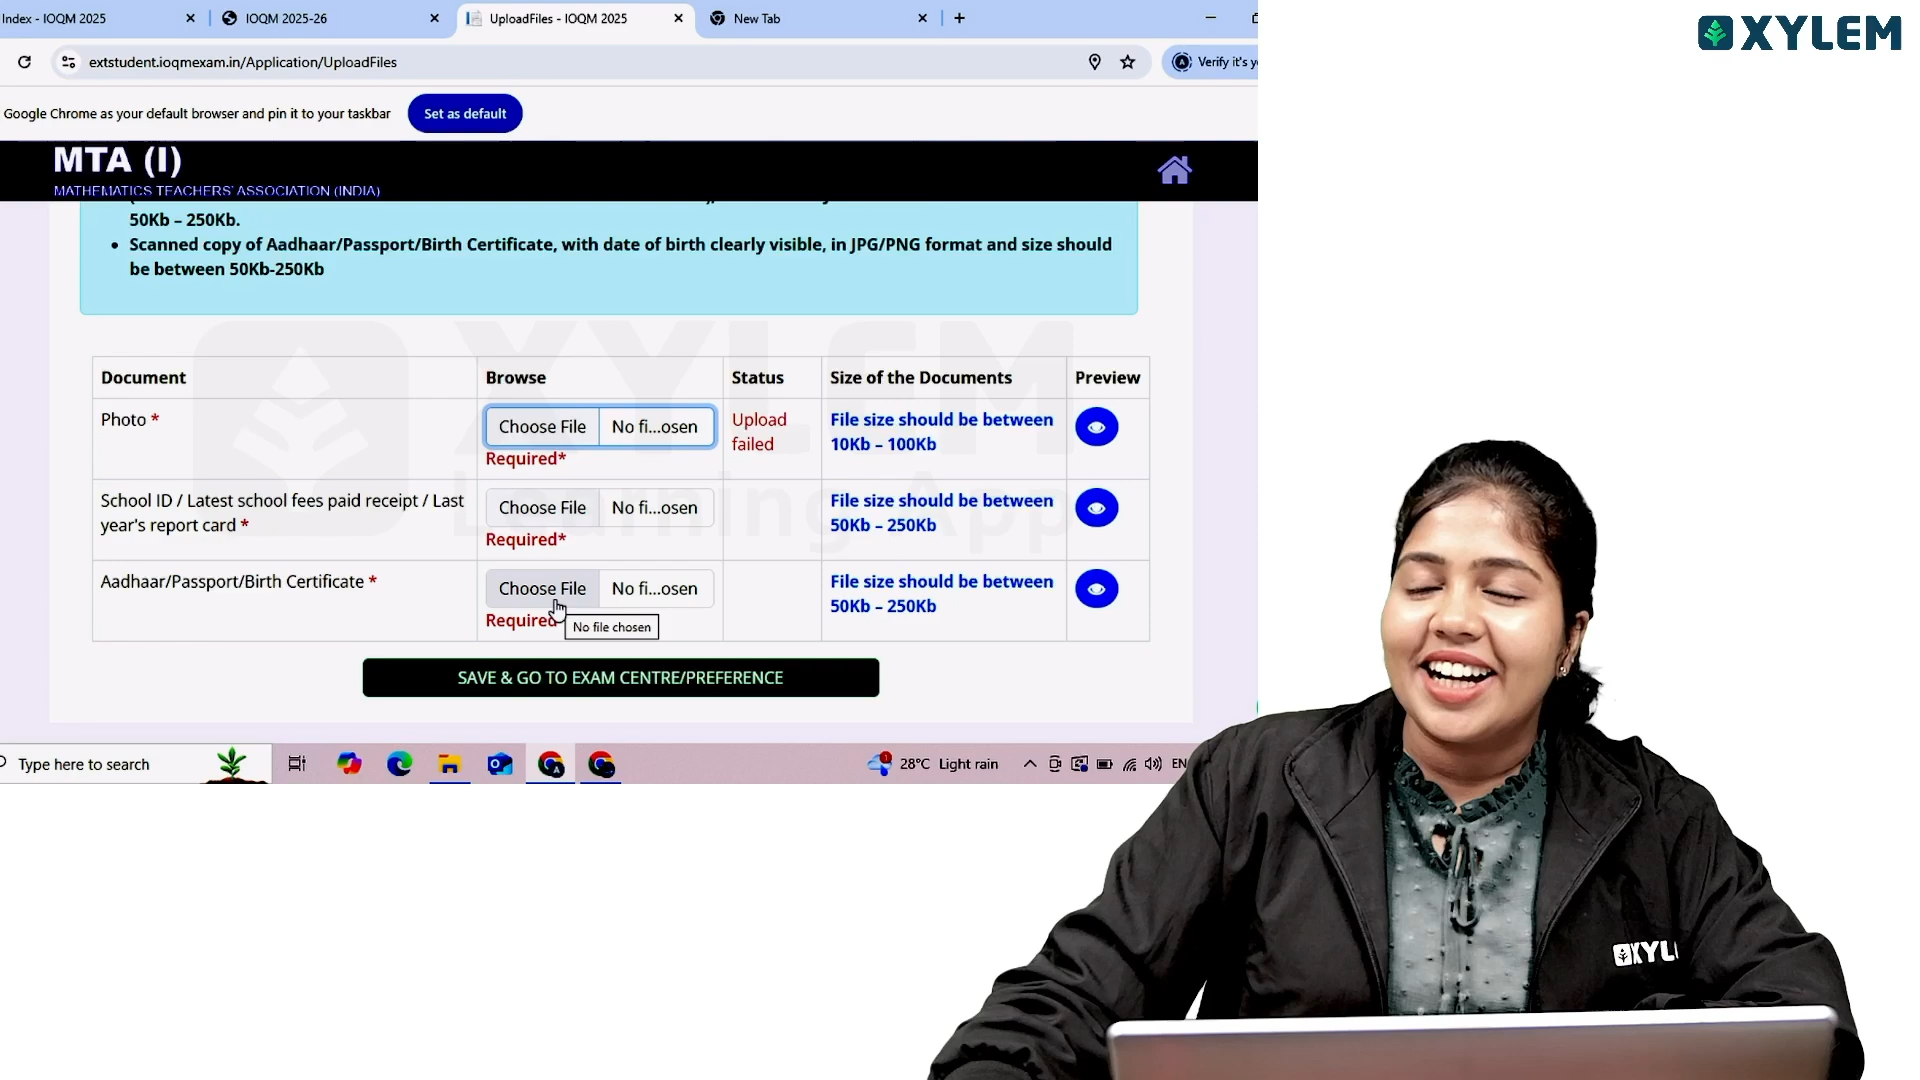 Index - IOQM 2025
IOQM 2025-26
UploadFiles - IOQM 2025
New Tab
extstudent.ioqmexam.in/Application/UploadFiles
Verify it's y
Google Chrome as your default browser and pin it to your taskbar
Set as default
XYLEM
MTA (I)
MATHEMATICS TEACHERS' ASSOCIATION (INDIA)
50Kb – 250Kb.
• Scanned copy of Aadhaar/Passport/Birth Certificate, with date of birth clearly visible, in JPG/PNG format and size should
be between 50Kb-250Kb
XYLEM
Learning App
Document Browse Status Size of the Documents Preview
Photo * Choose File No fi...osen Upload failed File size should be between
10Kb – 100Kb
Required*
School ID / Latest school fees paid receipt / Last
year's report card *
Choose File No fi...osen
Required*
File size should be between
50Kb – 250Kb
Aadhaar/Passport/Birth Certificate *
Choose File No fi...osen
Required
No file chosen
File size should be between
50Kb – 250Kb
SAVE & GO TO EXAM CENTRE/PREFERENCE
Type here to search
28°C Light rain
EN
XYL